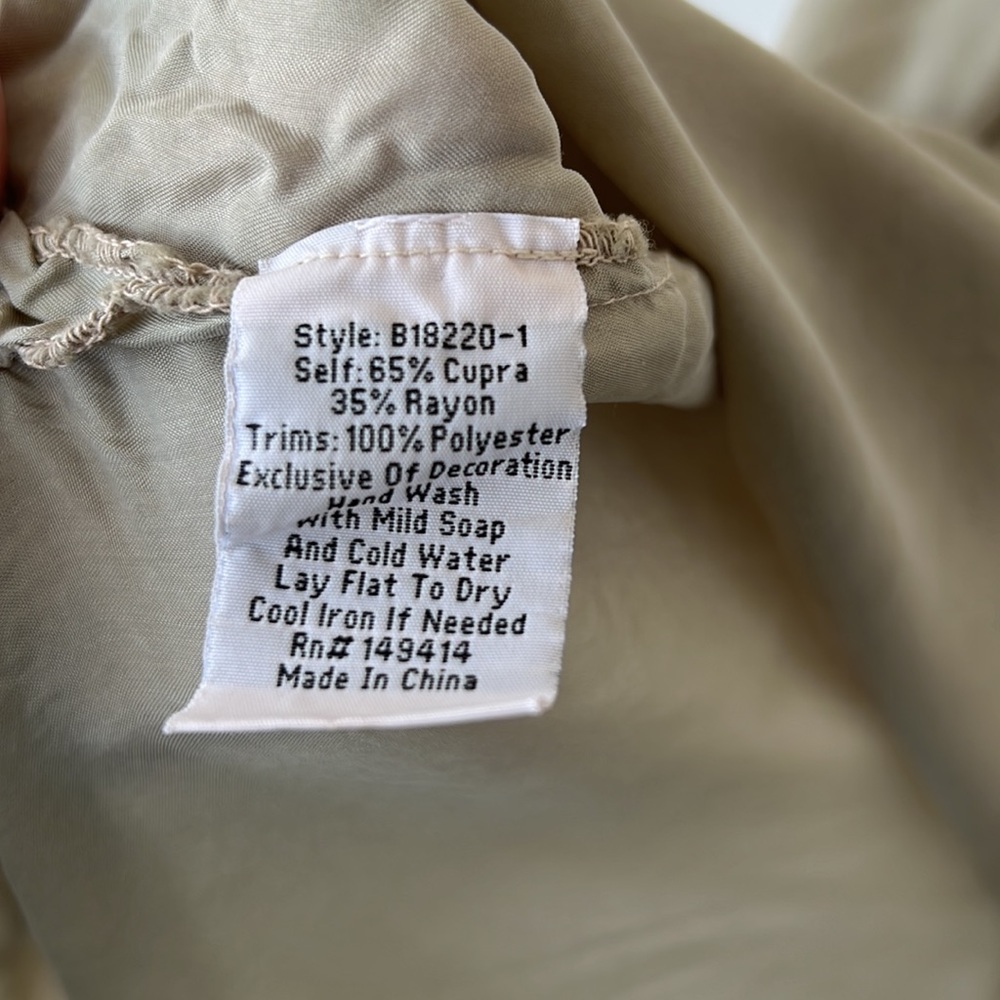 Style: B18220-1
Self: 65% Cupra
35% Rayon
Trims: 100% Polyester
Exclusive Of Decoration
Hand Wash
With Mild Soap
And Cold Water
Lay Flat To Dry
Cool Iron If Needed
Rn# 149414
Made In China